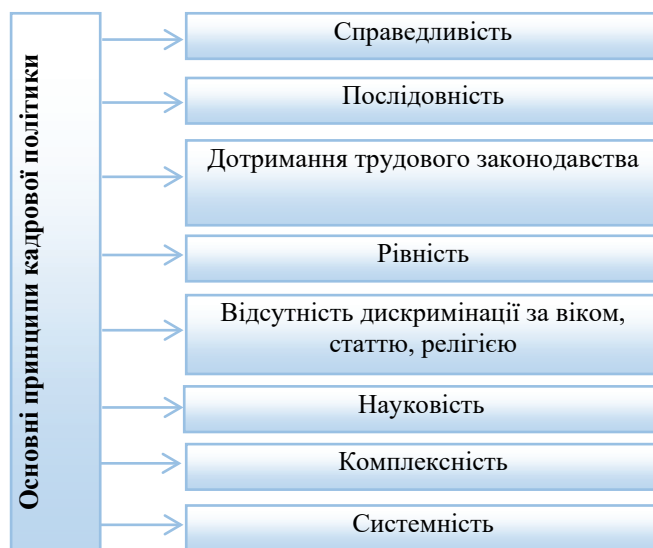 Основні принципи кадрової політики
Справедливість
Послідовність
Дотримання трудового законодавства
Рівність
Відсутність дискримінації за віком,
статтю, релігією
Науковість
Комплексність
Системність